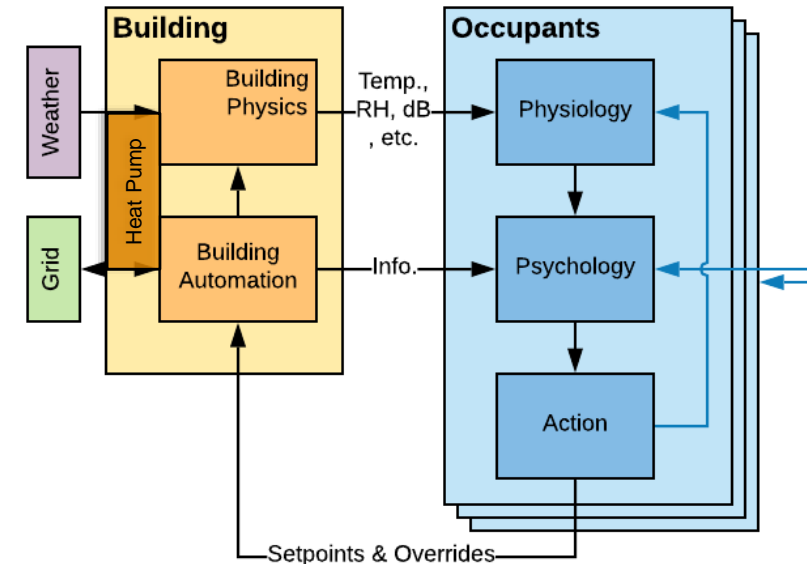 Building
Occupants
Weather
Building
Physics
Temp.,
RH, dB
, etc.
Physiology
Heat Pump
Grid
Building
Automation
Info.
Psychology
Action
Setpoints & Overrides